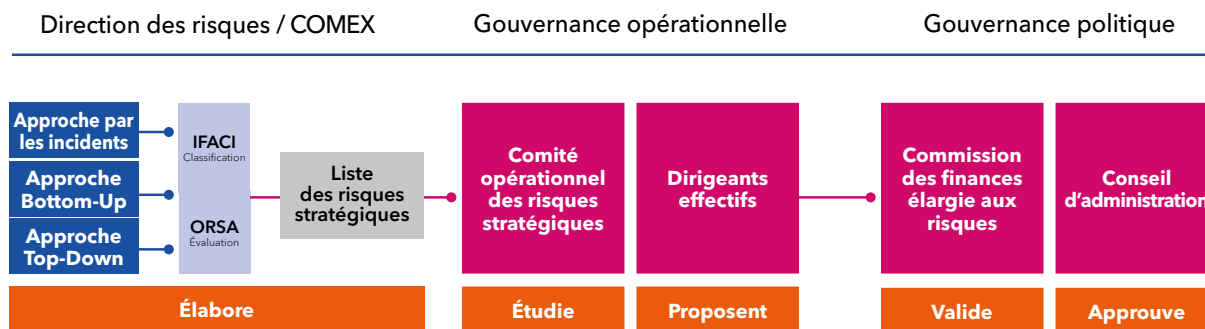 Direction des risques / COMEX
Gouvernance opérationnelle
Gouvernance politique
Approche par
les incidents
Approche
Bottom-Up
Approche
Top-Down
IFACI
Classification
ORSA
Évaluation
Liste
des risques
stratégiques
Comité
opérationnel
des risques
stratégiques
Dirigeants
effectifs
Commission
des finances
élargie aux
risques
Conseil
d’administration
Élabore
Étudie
Proposent
Valide
Approuve